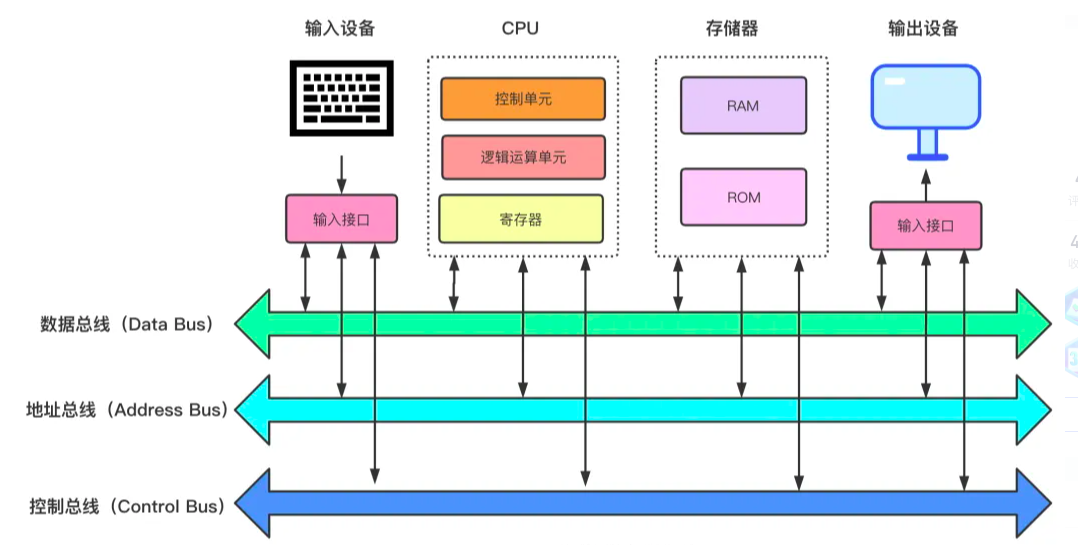 输入设备
CPU
存储器
输出设备
控制单元
逻辑运算单元
寄存器
RAM
ROM
输入接口
输入接口
数据总线（Data Bus）
地址总线（Address Bus）
控制总线（Control Bus）